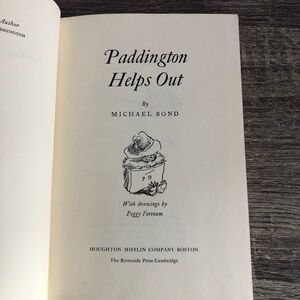 Author
Paddington
Helps Out
By
MICHAEL BOND
P B
With drawings by
Peggy Fortnum
HOUGHTON MIFFLIN COMPANY BOSTON
The Riverside Press Cambridge